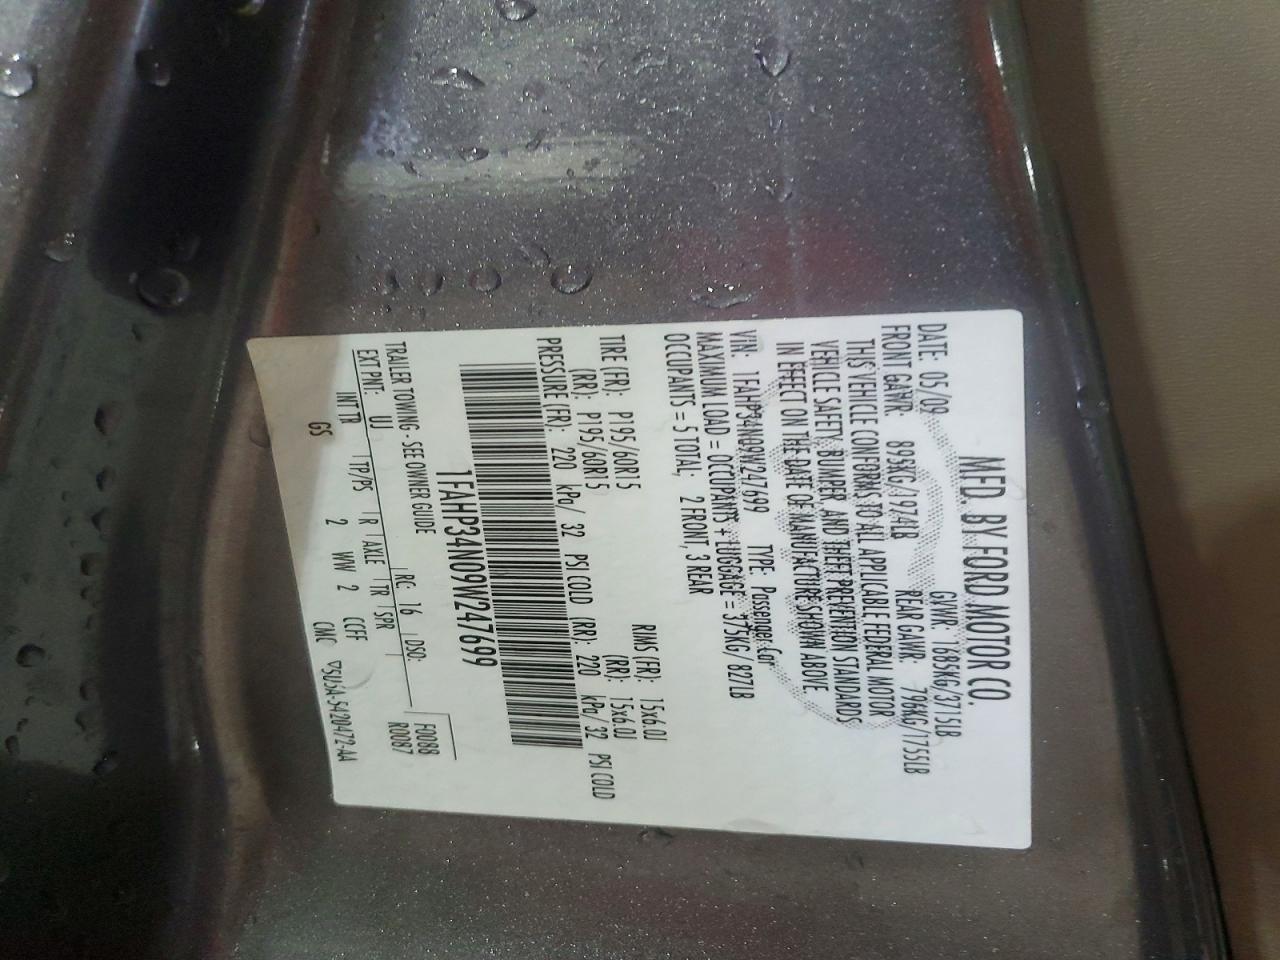 MFD. BY FORD MOTOR CO.
DATE: 05/09 GVWR: 1685KG/3715LB
FRONT GAWR: 898KG/1974LB REAR GAWR: 796KG/1755LB
THIS VEHICLE CONFORMS TO ALL APPLICABLE FEDERAL MOTOR
VEHICLE SAFETY, BUMPER, AND THEFT PREVENTION STANDARDS
IN EFFECT ON THE DATE OF MANUFACTURE SHOWN ABOVE
VIN: 1FAHP34N09W247699 TYPE: Passenger Car
MAXIMUM LOAD = OCCUPANTS + LUGGAGE = 375KG/ 827LB
OCCUPANTS = 5 TOTAL; 2 FRONT, 3 REAR
TIRE (FR): P195/60R15 RIMS (FR): 15x6.0J
(RR): P195/60R15 (RR): 15x6.0J
PRESSURE (FR): 220 kPa/ 32 PSI COLD (RR): 220 kPa/ 32 PSI COLD
1FAHP34N09W247699
TRAILER TOWING - SEE OWNER GUIDE
EXT PNT: UJ RC: 16 DSO: F0088
R0087
INT TR TP/PS R AXLE TR SPR
GS 2 WW 2 CCFF
▽5U5A-5420472-AA